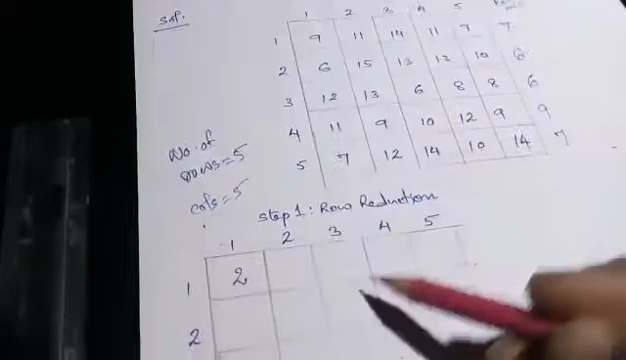 Sol.
1 2 3 4 5
1 9 11 14 11 7 7
2 6 15 13 13 10 6
3 12 13 6 8 8 6
4 11 9 10 12 9 9
5 7 12 14 10 14 7
No. of
rows=5
cols=5
Step 1: Row Reduction
1 2 3 4 5
1 2
2